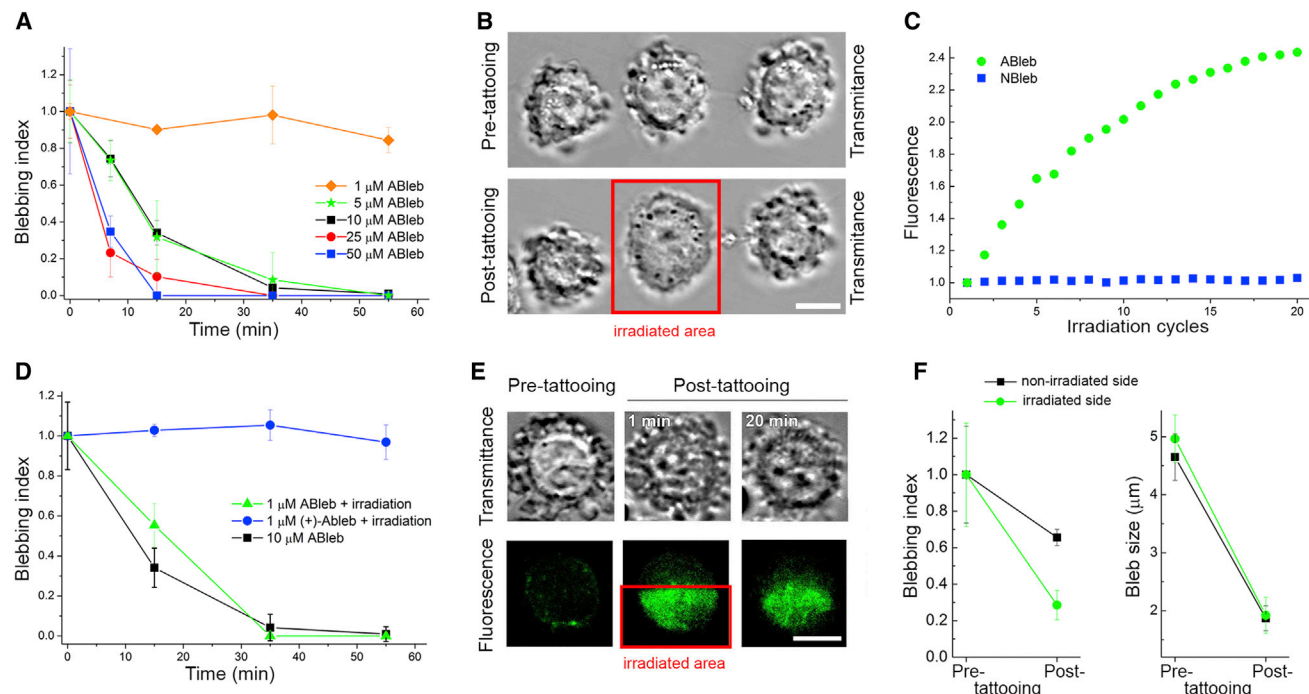 A
Blebbing index
1.2
1.0
0.8
0.6
0.4
0.2
0.0
1 μM ABleb
5 μM ABleb
10 μM ABleb
25 μM ABleb
50 μM ABleb
0 10 20 30 40 50 60
Time (min)
B
Pre-tattooing
Transmitance
Post-tattooing
Transmitance
irradiated area
C
Fluorescence
2.4
2.2
2.0
1.8
1.6
1.4
1.2
1.0
ABleb
NBleb
0 5 10 15 20
Irradiation cycles
D
Blebbing index
1.2
1.0
0.8
0.6
0.4
0.2
0.0
1 μM ABleb + irradiation
1 μM (+)-Ableb + irradiation
10 μM ABleb
0 10 20 30 40 50 60
Time (min)
E
Pre-tattooing
Post-tattooing
Transmittance
1 min
20 min
Fluorescence
irradiated area
F
non-irradiated side
irradiated side
Blebbing index
1.2
1.0
0.8
0.6
0.4
0.2
0.0
Pre- Post-
tattooing
Bleb size (μm)
5
4
3
2
Pre- Post-
tattooing